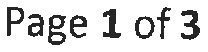 Page 1 of 3